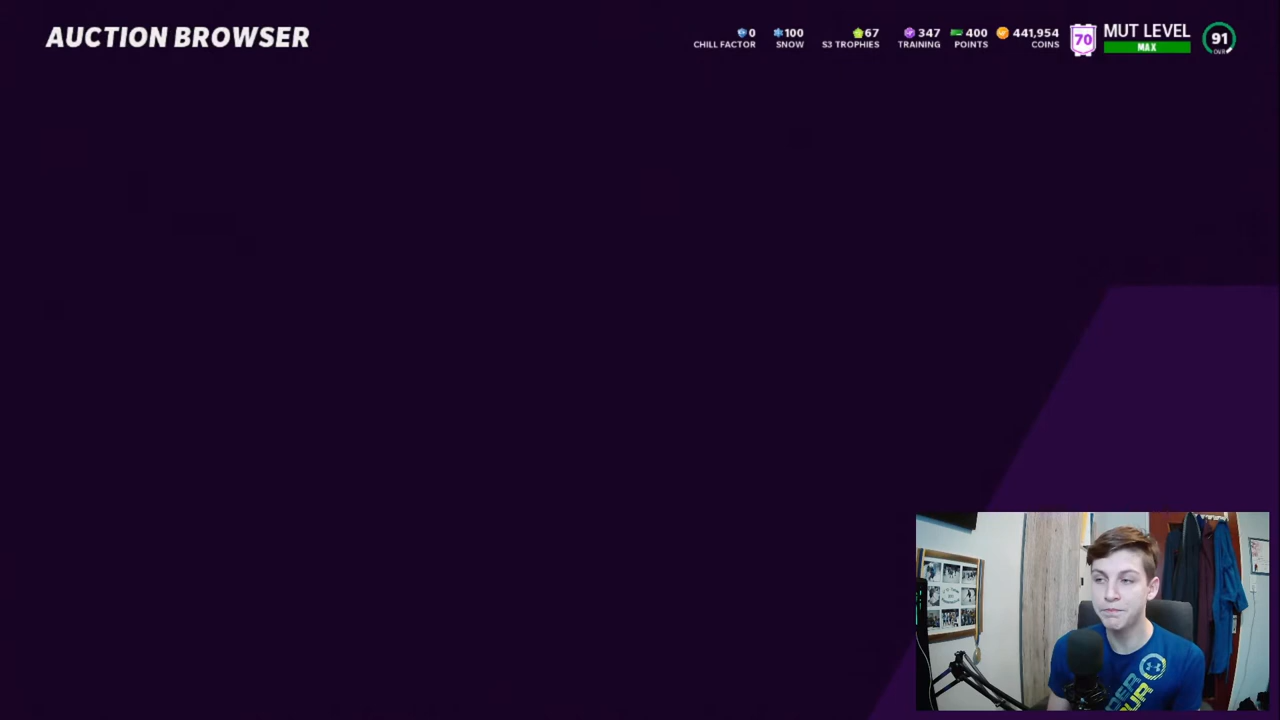 AUCTION BROWSER
0
CHILL FACTOR
100
SNOW
67
S3 TROPHIES
347
TRAINING
400
POINTS
441,954
COINS
70
MUT LEVEL
MAX
91
OVR